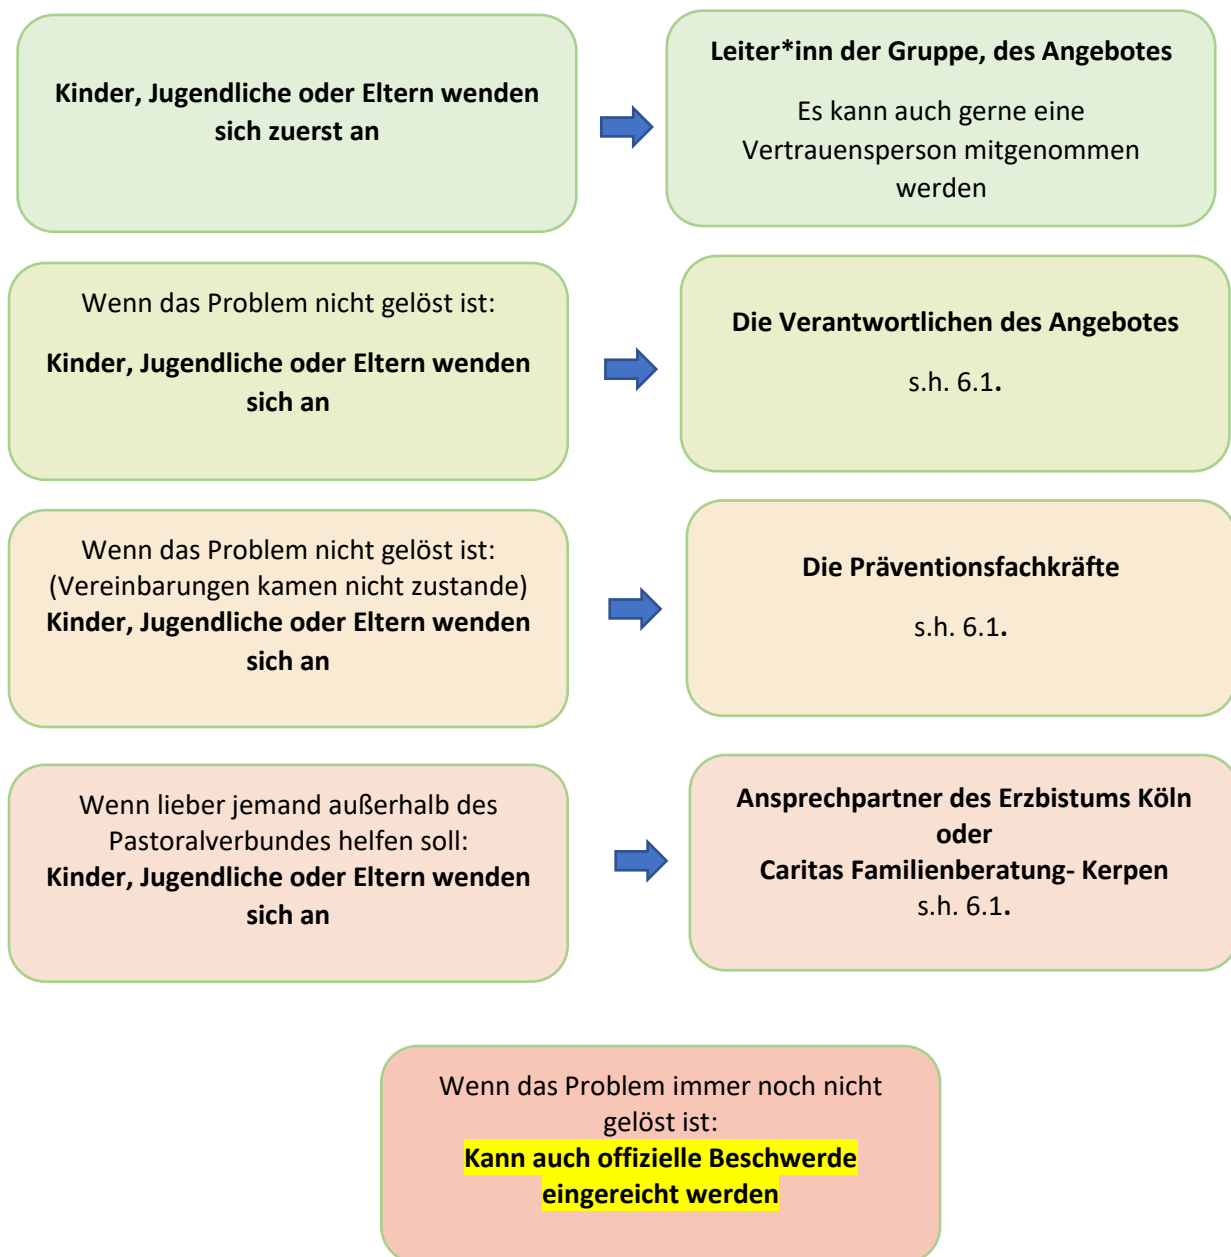 Kinder, Jugendliche oder Eltern wenden
sich zuerst an
Leiter*inn der Gruppe, des Angebotes
Es kann auch gerne eine
Vertrauensperson mitgenommen
werden
Wenn das Problem nicht gelöst ist:
Kinder, Jugendliche oder Eltern wenden
sich an
Die Verantwortlichen des Angebotes
s.h. 6.1.
Wenn das Problem nicht gelöst ist:
(Vereinbarungen kamen nicht zustande)
Kinder, Jugendliche oder Eltern wenden
sich an
Die Präventionsfachkräfte
s.h. 6.1.
Wenn lieber jemand außerhalb des
Pastoralverbundes helfen soll:
Kinder, Jugendliche oder Eltern wenden
sich an
Ansprechpartner des Erzbistums Köln
oder
Caritas Familienberatung- Kerpen
s.h. 6.1.
Wenn das Problem immer noch nicht
gelöst ist:
Kann auch offizielle Beschwerde
eingereicht werden